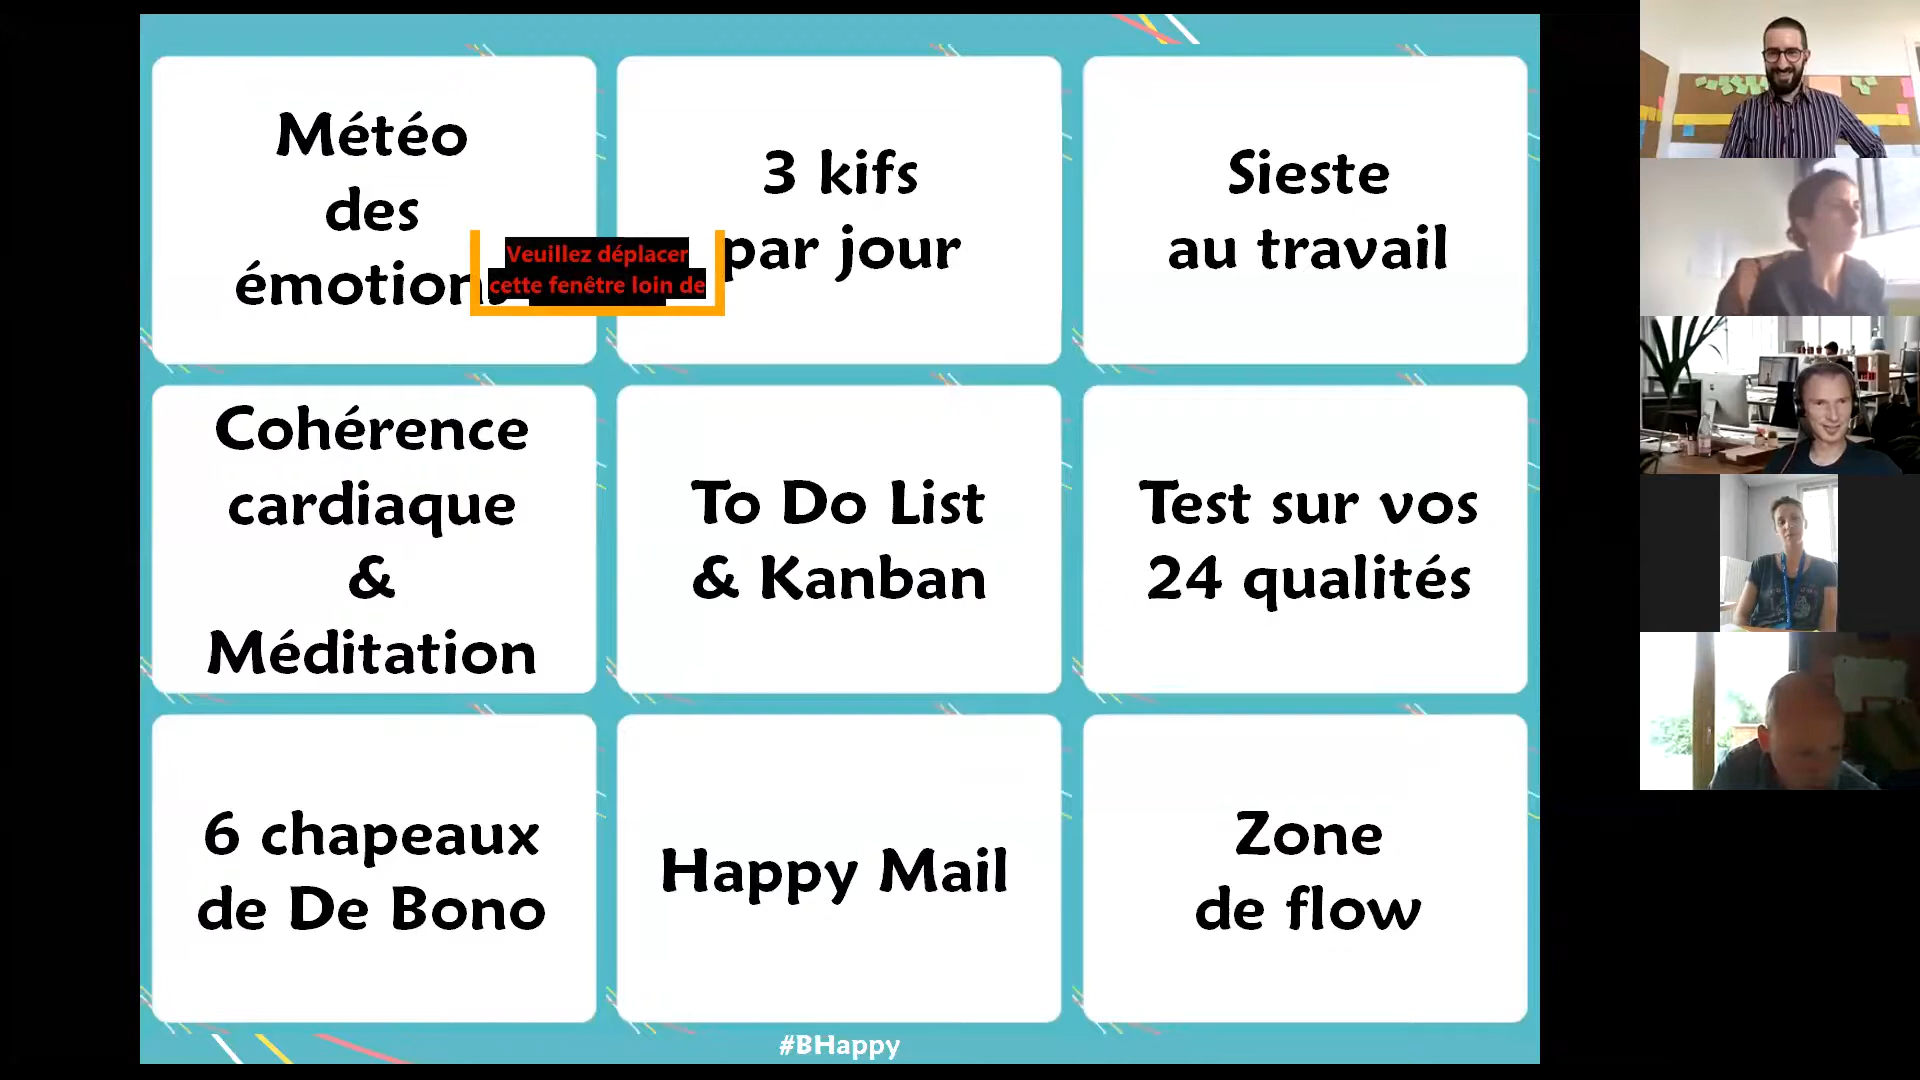 Météo
des
émotions
Veuillez déplacer
cette fenêtre loin de
3 kifs
par jour
Sieste
au travail
Cohérence
cardiaque
&
Méditation
To Do List
& Kanban
Test sur vos
24 qualités
6 chapeaux
de De Bono
Happy Mail
Zone
de flow
#BHappy